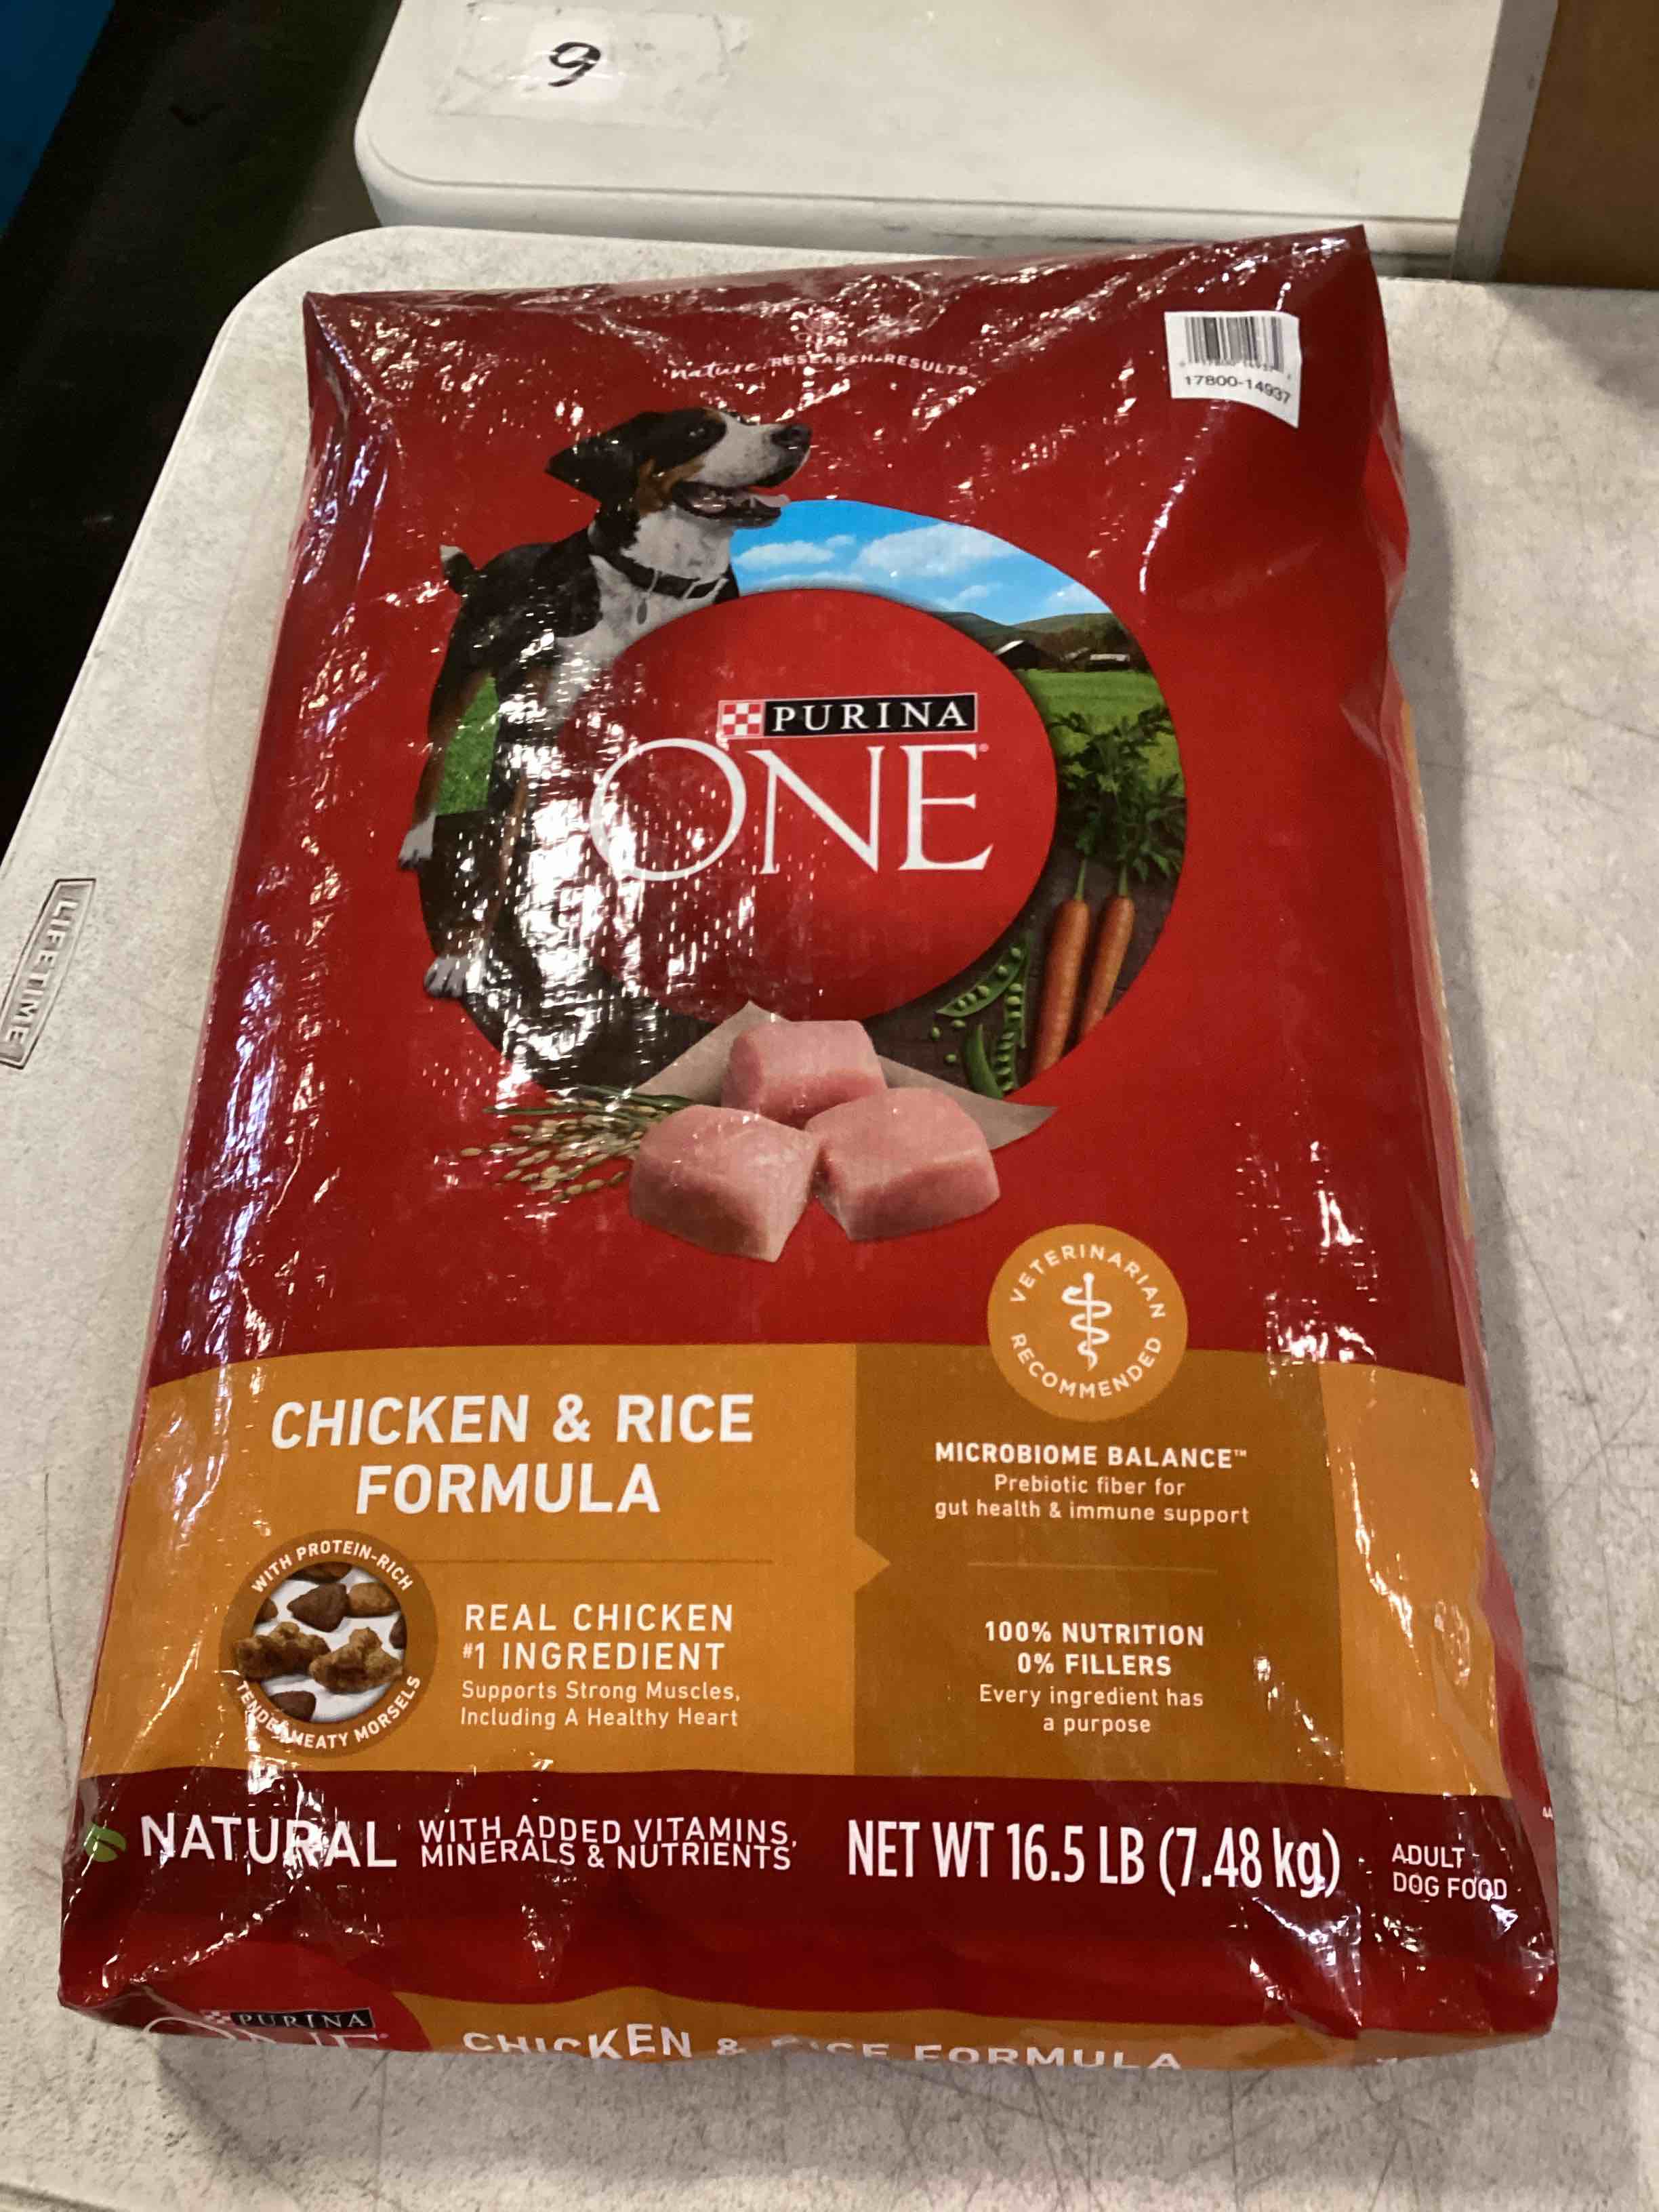 9
nature. RESEARCH. RESULTS.
17800-14937
PURINA
ONE®
LIFETIME
VETERINARIAN
RECOMMENDED
CHICKEN & RICE
FORMULA
MICROBIOME BALANCE™
Prebiotic fiber for
gut health & immune support
WITH PROTEIN-RICH
TENDER MEATY MORSELS
REAL CHICKEN
#1 INGREDIENT
Supports Strong Muscles,
Including A Healthy Heart
100% NUTRITION
0% FILLERS
Every ingredient has
a purpose
NATURAL WITH ADDED VITAMINS,
MINERALS & NUTRIENTS
NET WT 16.5 LB (7.48 kg)
ADULT
DOG FOOD
PURINA
ONE®
CHICKEN & RICE FORMULA